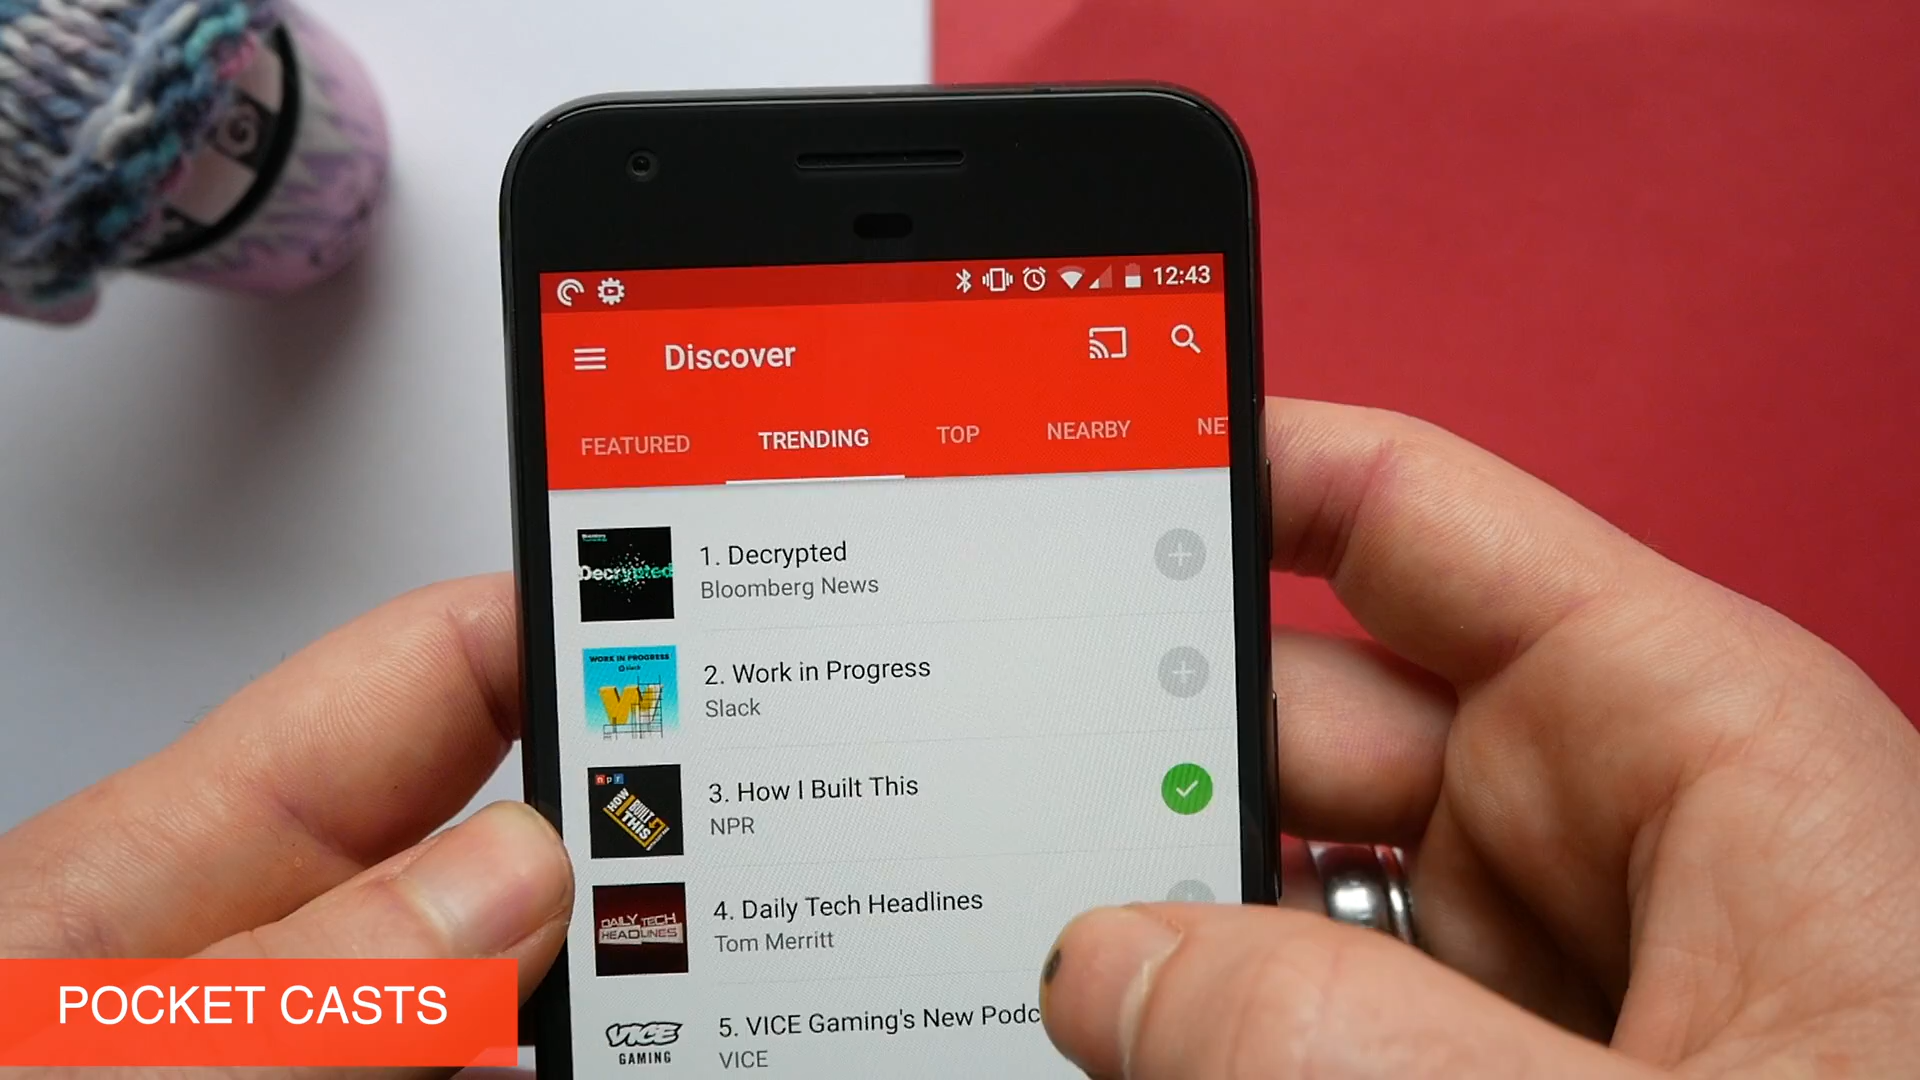 12:43
Discover
FEATURED TRENDING TOP NEARBY NE
Decrypted
1. Decrypted
Bloomberg News
WORK IN PROGRESS
slack
2. Work in Progress
Slack
npr
HOW I BUILT THIS
3. How I Built This
NPR
DAILY TECH
HEADLINES
4. Daily Tech Headlines
Tom Merritt
VICE
GAMING
5. VICE Gaming's New Podc
VICE
POCKET CASTS